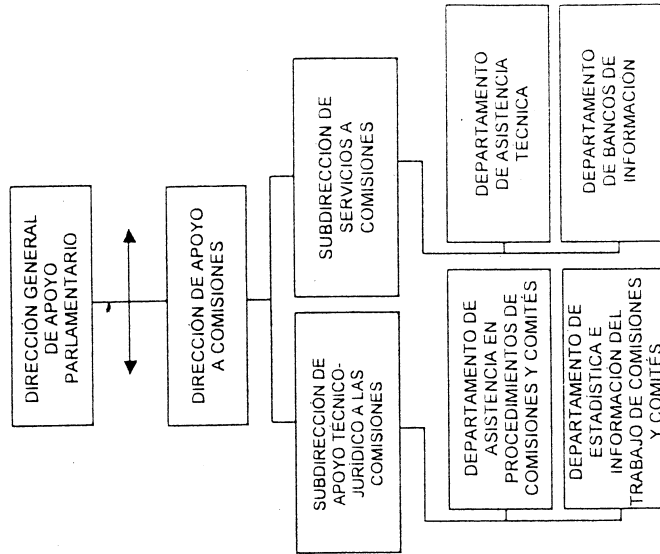 DIRECCIÓN GENERAL
DE APOYO
PARLAMENTARIO
DIRECCIÓN DE APOYO
A COMISIONES
SUBDIRECCIÓN DE
APOYO TÉCNICO-
JURÍDICO A LAS
COMISIONES
SUBDIRECCIÓN DE
SERVICIOS A
COMISIONES
DEPARTAMENTO DE
ASISTENCIA EN
PROCEDIMIENTOS DE
COMISIONES Y COMITÉS
DEPARTAMENTO DE
ESTADÍSTICA E
INFORMACIÓN DEL
TRABAJO DE COMISIONES
Y COMITÉS
DEPARTAMENTO
DE ASISTENCIA
TÉCNICA
DEPARTAMENTO
DE BANCOS DE
INFORMACIÓN